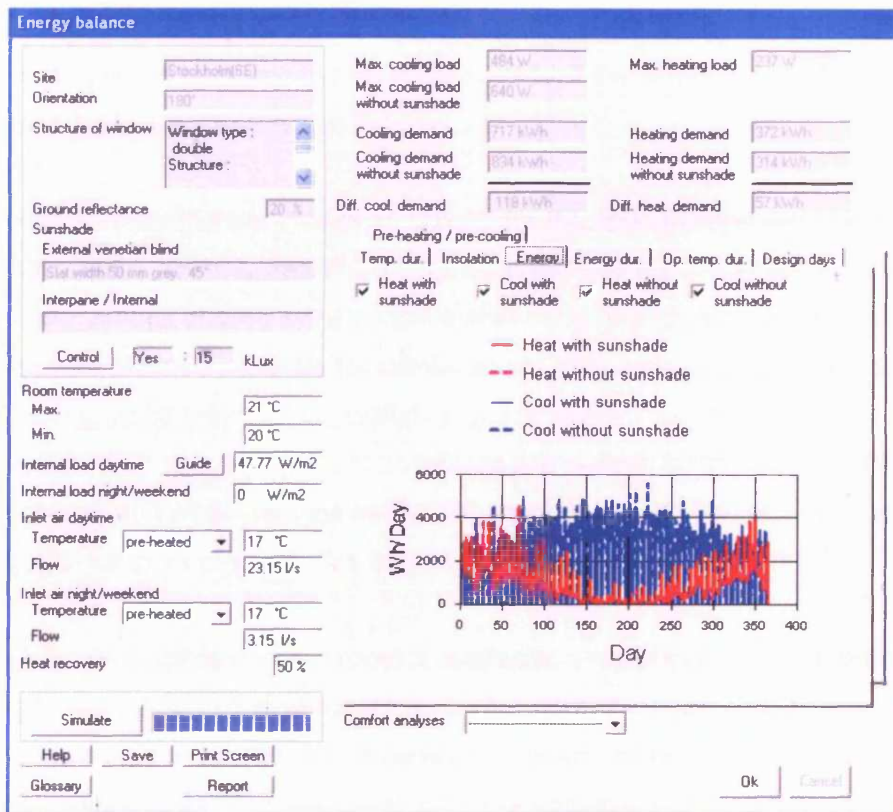 Energy balance
Site Stockholm(SE)
Orientation 180°
Structure of window Window type :
double
Structure :
Ground reflectance 20 %
Sunshade
External venetian blind
Slat width 50 mm grey. 45°
Interpane / Internal
Control Yes : 15 kLux
Room temperature
Max. 21 °C
Min. 20 °C
Internal load daytime Guide 47.77 W/m2
Internal load night/weekend 0 W/m2
Inlet air daytime
Temperature pre-heated 17 °C
Flow 23.15 l/s
Inlet air night/weekend
Temperature pre-heated 17 °C
Flow 3.15 l/s
Heat recovery 50 %
Simulate
Help Save Print Screen
Glossary Report
Max. cooling load 484 W Max. heating load 237 W
Max. cooling load
without sunshade 640 W
Cooling demand 717 kWh Heating demand 372 kWh
Cooling demand
without sunshade 834 kWh Heating demand
without sunshade 314 kWh
Diff. cool. demand 118 kWh Diff. heat. demand 57 kWh
Pre-heating / pre-cooling
Temp. dur. Insolation Energy Energy dur. Op. temp. dur. Design days
Heat with
sunshade
Cool with
sunshade
Heat without
sunshade
Cool without
sunshade
Heat with sunshade
Heat without sunshade
Cool with sunshade
Cool without sunshade
Wh/Day
6000
4000
2000
0
0 50 100 150 200 250 300 350 400
Day
Comfort analyses
Ok Cancel